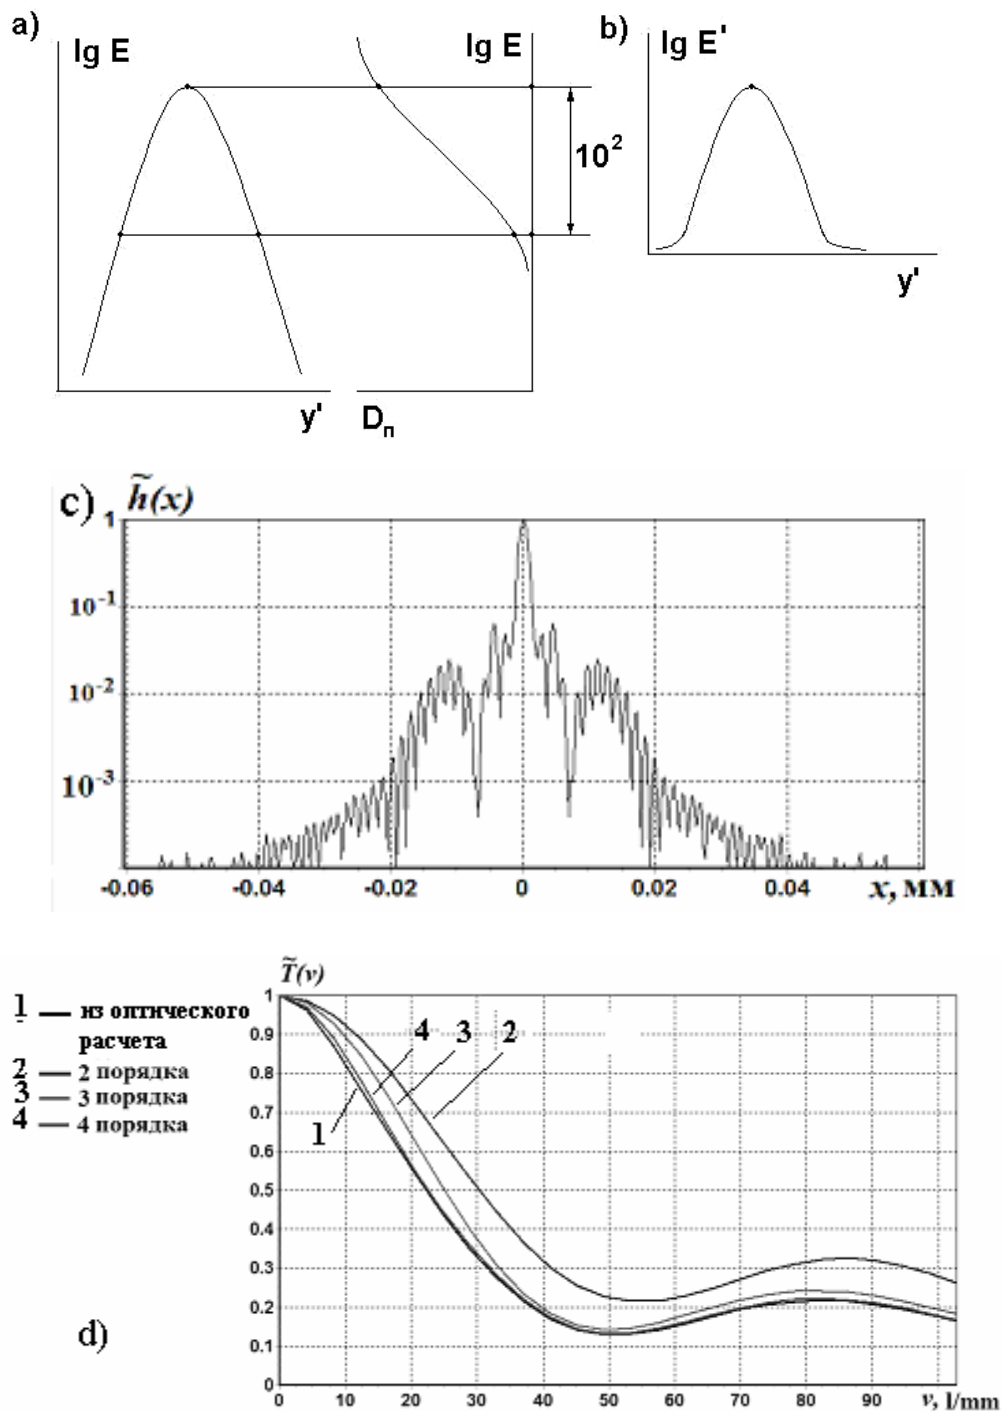 a)
lg E
lg E
10²
y'
Dп
b)
lg E'
y'
c)
h̃(x)
1
10⁻¹
10⁻²
10⁻³
-0.06 -0.04 -0.02 0 0.02 0.04 x, мм
T̃(ν)
1 из оптического
расчета
2 2 порядка
3 3 порядка
4 4 порядка
1
0.9
0.8
0.7
0.6
0.5
0.4
0.3
0.2
0.1
0
4 3 2
1
d)
0 10 20 30 40 50 60 70 80 90 ν, l/mm